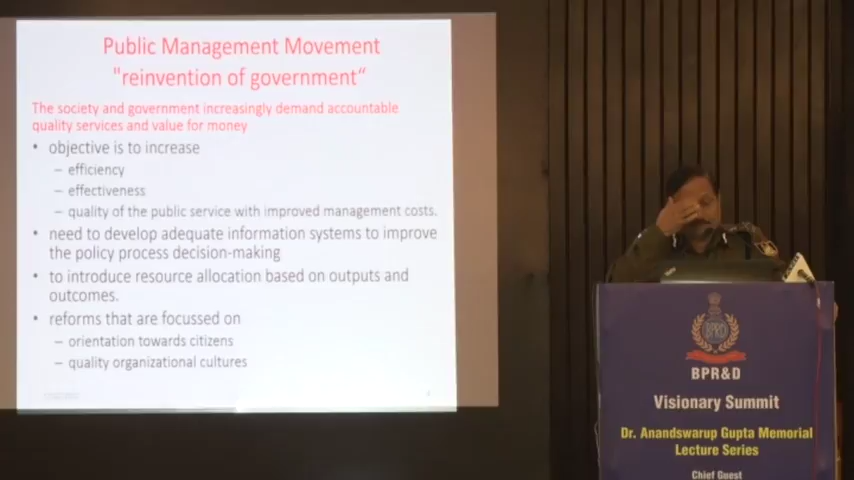 Public Management Movement
"reinvention of government“
The society and government increasingly demand accountable
quality services and value for money
• objective is to increase
– efficiency
– effectiveness
– quality of the public service with improved management costs.
• need to develop adequate information systems to improve
the policy process decision-making
• to introduce resource allocation based on outputs and
outcomes.
• reforms that are focussed on
– orientation towards citizens
– quality organizational cultures
BPR&D
BPR&D
Visionary Summit
Dr. Anandswarup Gupta Memorial
Lecture Series
Chief Guest